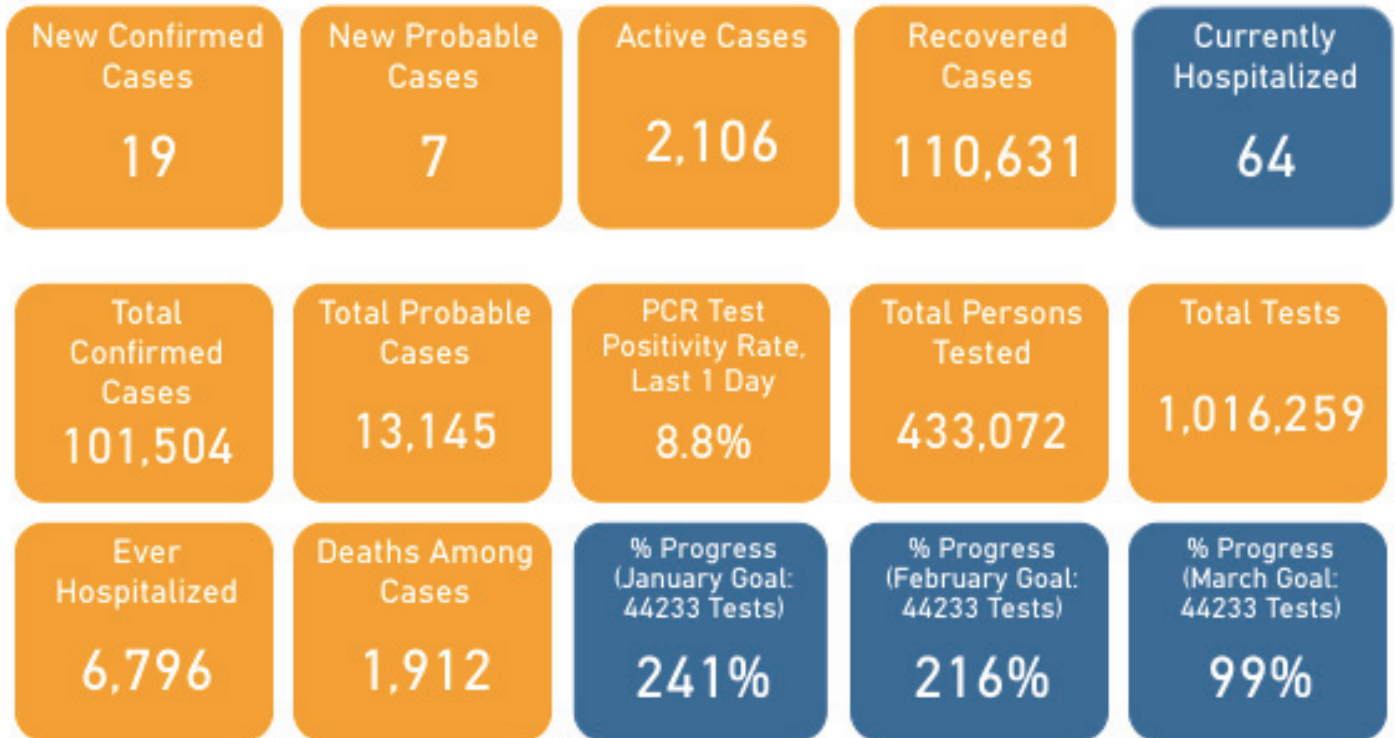 New Confirmed
Cases
19
New Probable
Cases
7
Active Cases
2,106
Recovered
Cases
110,631
Currently
Hospitalized
64
Total
Confirmed
Cases
101,504
Total Probable
Cases
13,145
PCR Test
Positivity Rate,
Last 1 Day
8.8%
Total Persons
Tested
433,072
Total Tests
1,016,259
Ever
Hospitalized
6,796
Deaths Among
Cases
1,912
% Progress
(January Goal:
44233 Tests)
241%
% Progress
(February Goal:
44233 Tests)
216%
% Progress
(March Goal:
44233 Tests)
99%